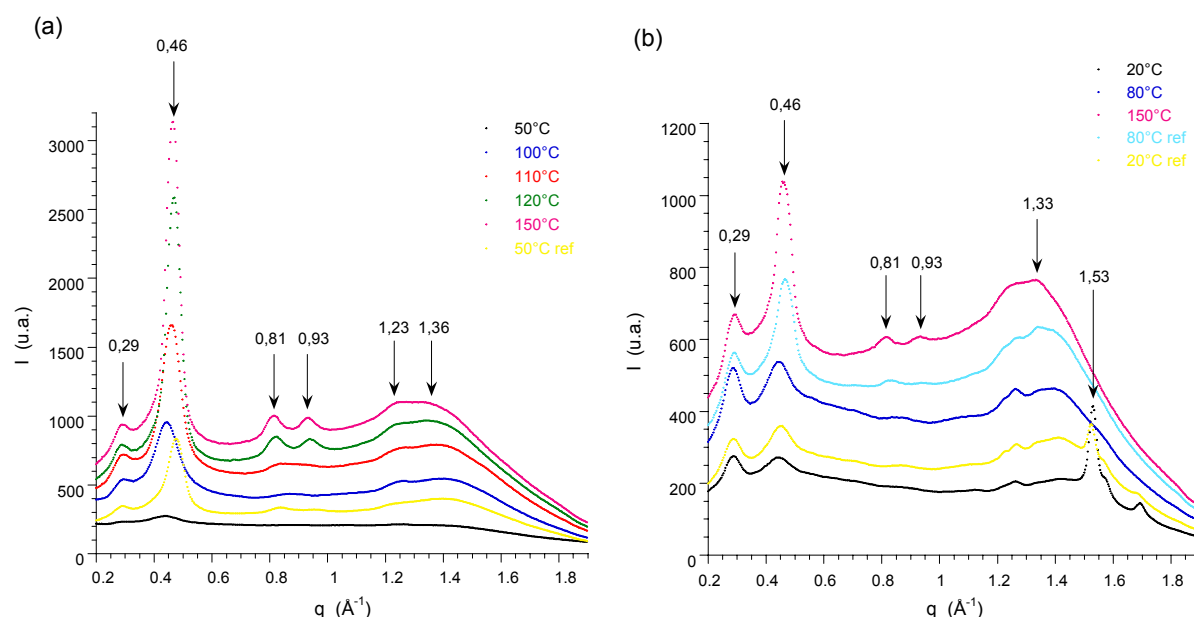 (a)
0,46
50°C
100°C
110°C
120°C
150°C
50°C ref
0,29
0,81
0,93
1,23
1,36
3000
2500
2000
1500
1000
500
0
I (u.a.)
0.2 0.4 0.6 0.8 1 1.2 1.4 1.6 1.8
q (Å⁻¹)
(b)
20°C
80°C
150°C
80°C ref
20°C ref
0,46
0,29
0,81
0,93
1,33
1,53
1200
1000
800
600
400
200
0
I (u.a.)
0.2 0.4 0.6 0.8 1 1.2 1.4 1.6 1.8
q (Å⁻¹)